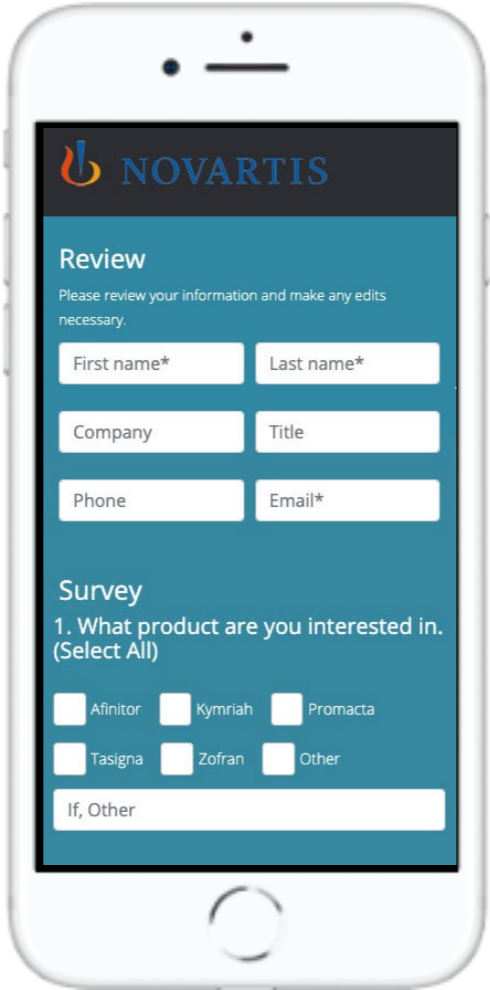 NOVARTIS
Review
Please review your information and make any edits
necessary.
First name* Last name*
Company Title
Phone Email*
Survey
1. What product are you interested in.
(Select All)
Afinitor Kymriah Promacta
Tasigna Zofran Other
If, Other